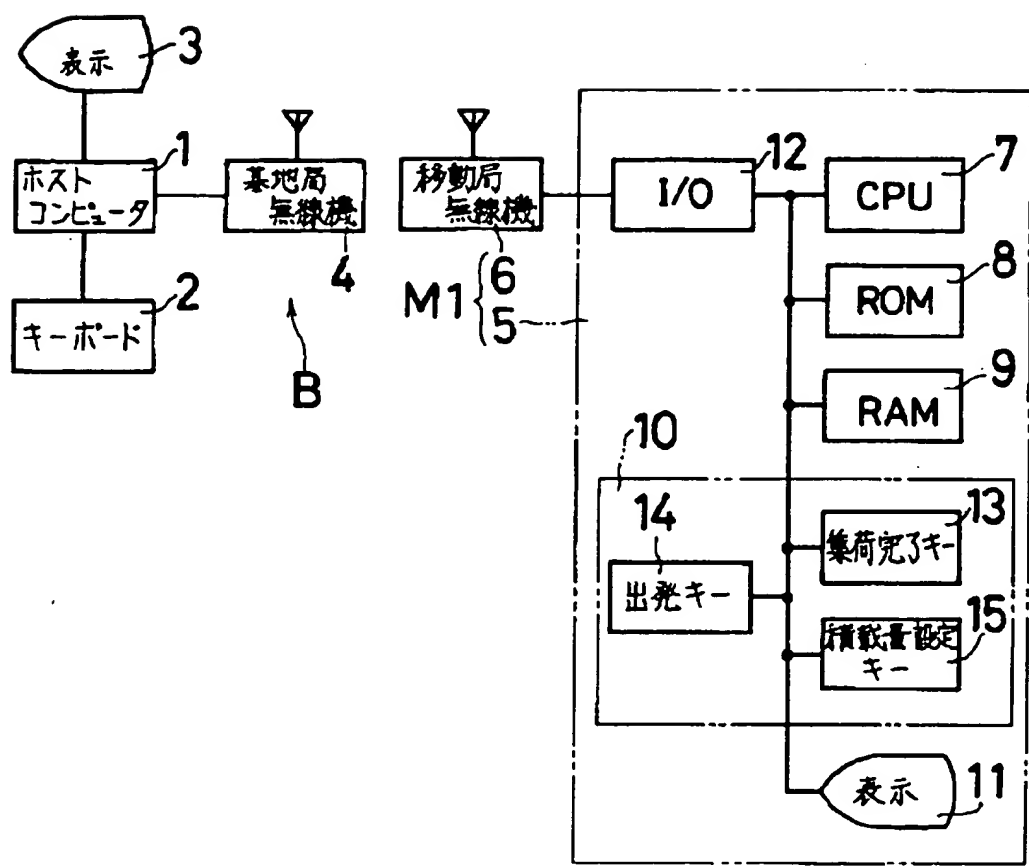 表示
3
1
ホスト
コンピュータ
基地局
無線機
4
2
キーボード
B
移動局
無線機
M1
6
5
12
I/O
7
CPU
8
ROM
9
RAM
10
14
出発キー
13
集荷完了キー
15
積載量設定
キー
表示
11